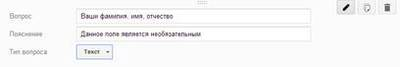 Вопрос Ваши фамилия, имя, отчество
Пояснение Данное поле является необязательным
Тип вопроса Текст